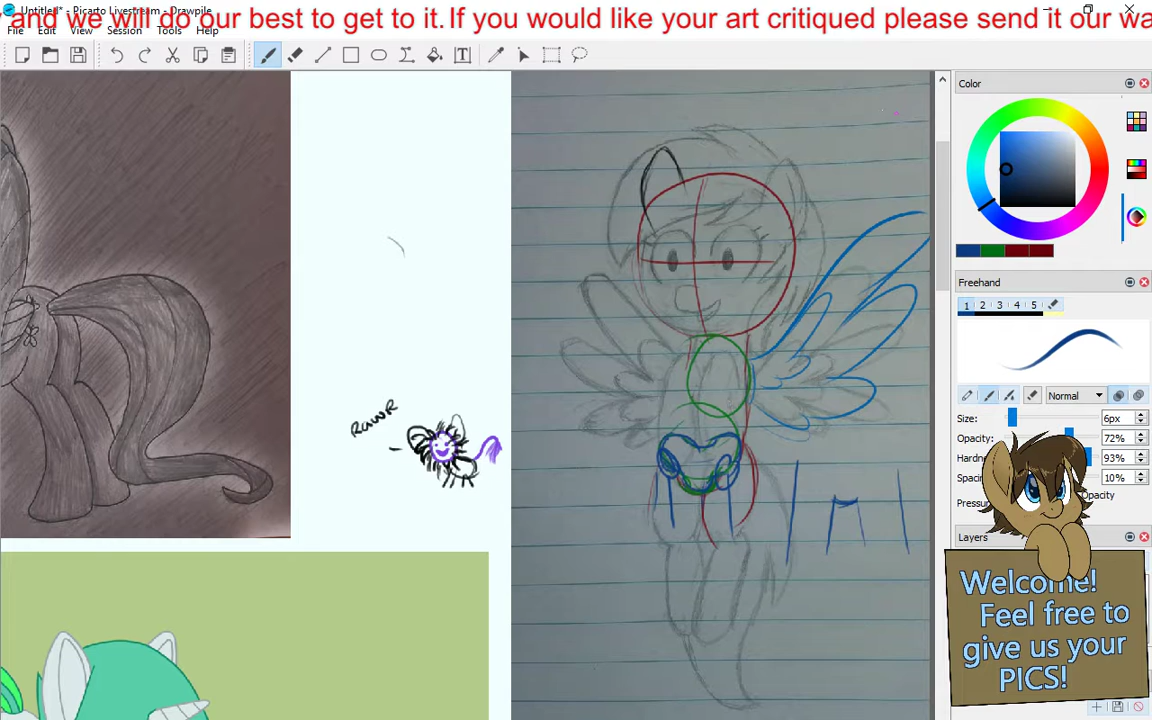 Untitled* - Picarto Livestream - Drawpile
y and we will do our best to get to it. If you would like your art critiqued please send it our wa
File Edit View Session Tools Help
Color
Freehand
1 2 3 4 5
Normal
Size: 6px
Opacity: 72%
Hardn 93%
Spacin 10%
Pressu Opacity
Layers
RAWR
Welcome!
Feel free to
give us your
PICS!